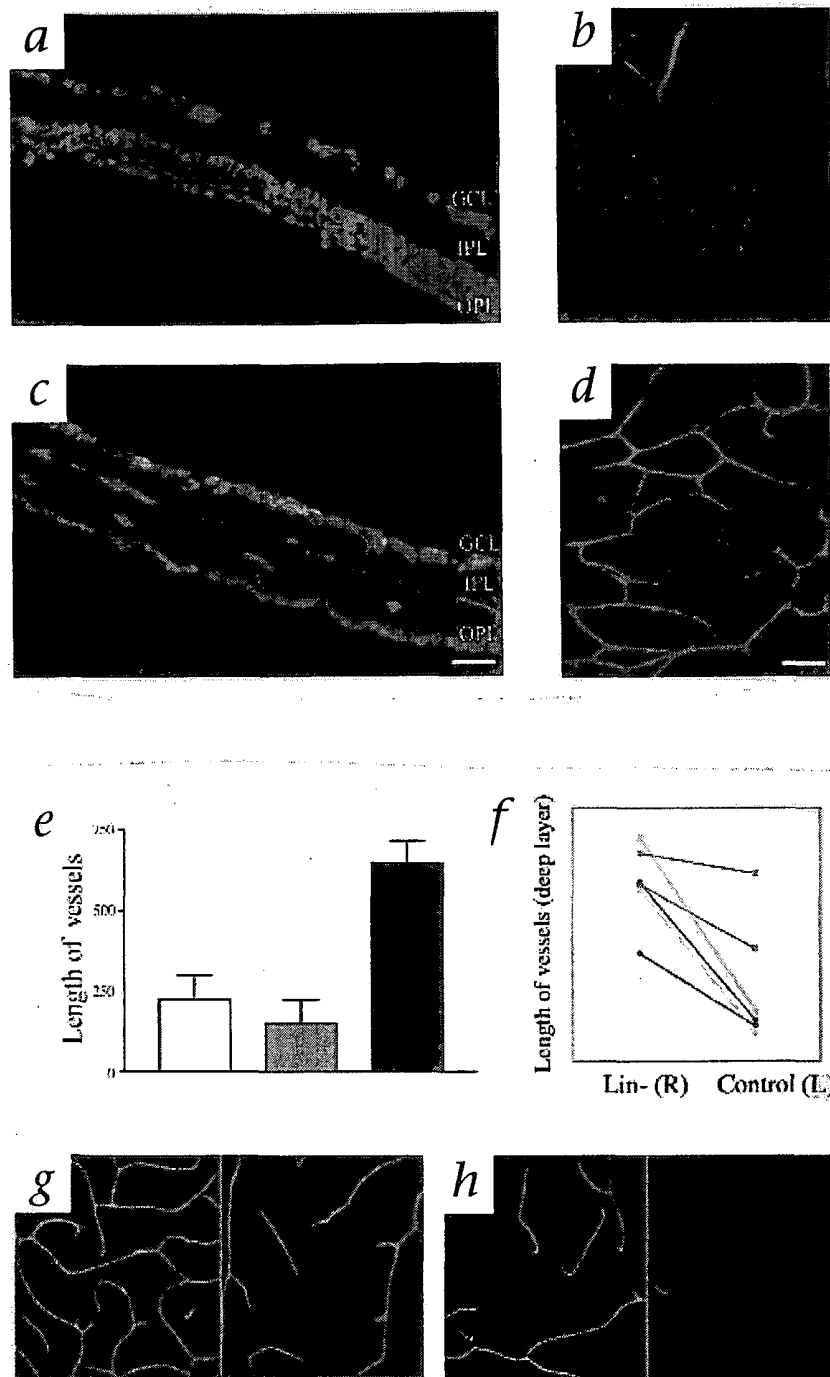 a
b
GCL
IPL
OPL
c
d
GCL
IPL
OPL
e
750
500
250
0
Length of vessels
f
Length of vessels (deep layer)
Lin- (R) Control (L)
g
h